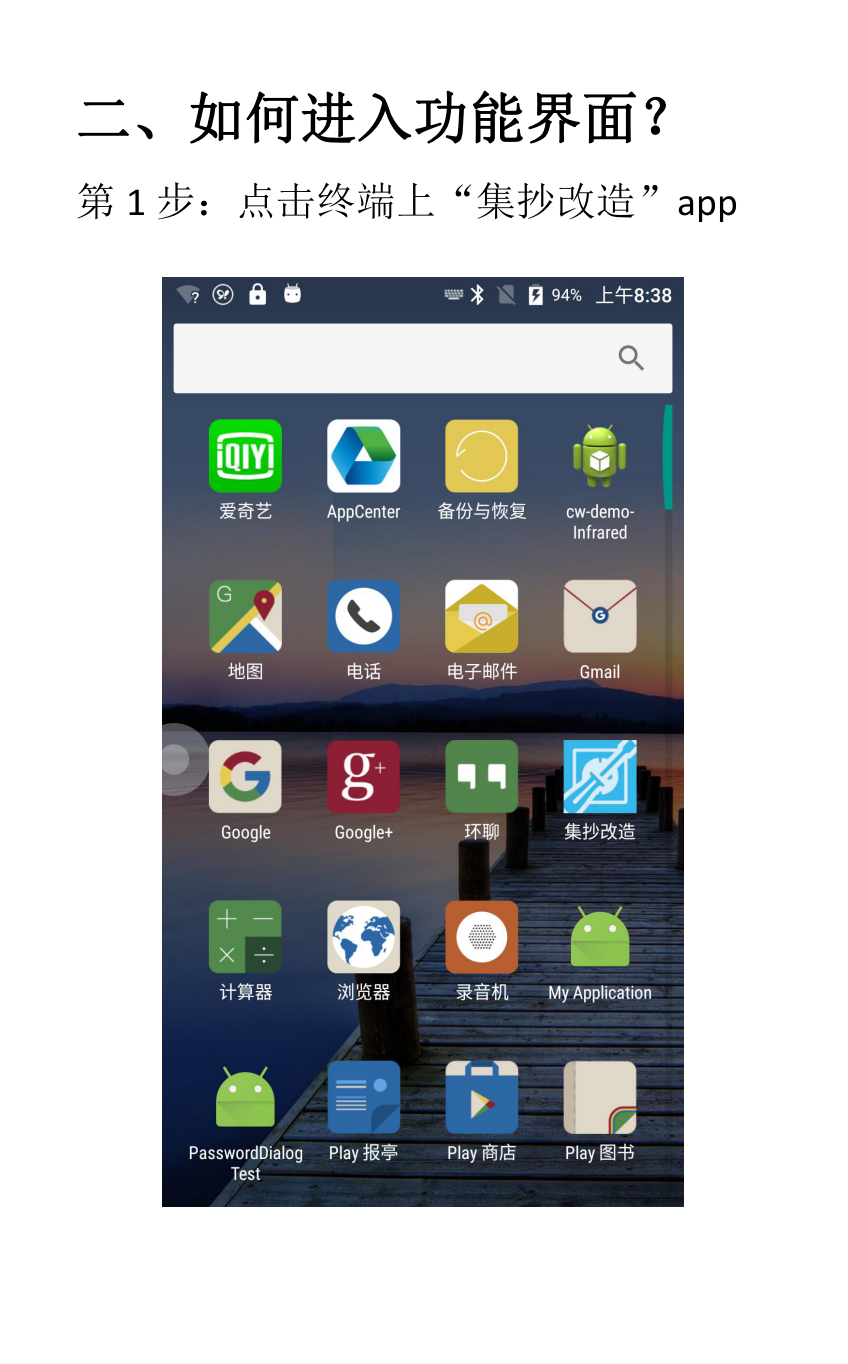 二、如何进入功能界面？
第 1 步：点击终端上“集抄改造”app
94% 上午8:38
iQIYI
爱奇艺 AppCenter 备份与恢复 cw-demo-
Infrared
G
地图 电话 电子邮件 Gmail
Google Google+ 环聊 集抄改造
计算器 浏览器 录音机 My Application
PasswordDialog Play 报亭 Play 商店 Play 图书
Test